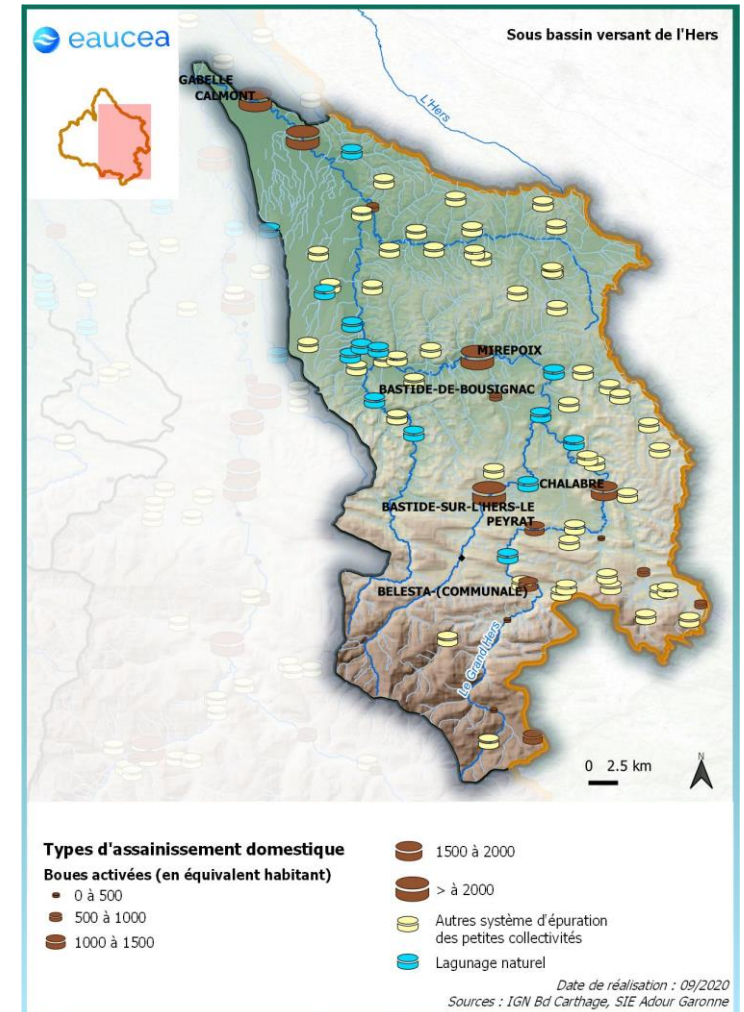 eaucea
Sous bassin versant de l'Hers
GABELLE
CALMONT
L'Hers
MIREPOIX
BASTIDE-DE-BOUSIGNAC
CHALABRE
BASTIDE-SUR-L'HERS-LE
PEYRAT
BELESTA-(COMMUNALE)
Le Grand Hers
0 2.5 km
N
Types d'assainissement domestique
Boues activées (en équivalent habitant)
0 à 500
500 à 1000
1000 à 1500
1500 à 2000
> à 2000
Autres système d'épuration
des petites collectivités
Lagunage naturel
Date de réalisation : 09/2020
Sources : IGN Bd Carthage, SIE Adour Garonne